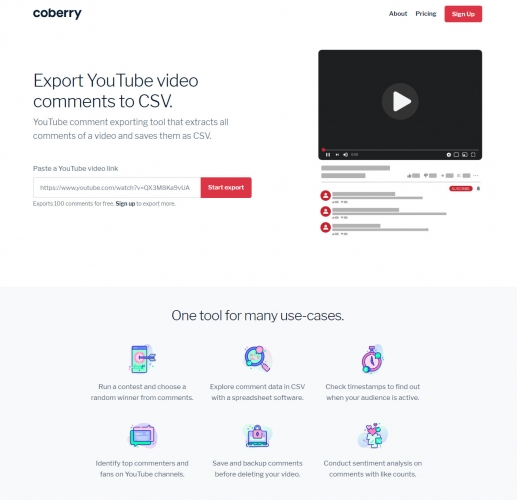 coberry
About
Pricing
Sign Up
Export YouTube video
comments to CSV.
YouTube comment exporting tool that extracts all
comments of a video and saves them as CSV.
Paste a YouTube video link
https://www.youtube.com/watch?v=QX3M8Ka9vUA
Start export
Exports 100 comments for free. Sign up to export more.
0:00
SUBSCRIBE
One tool for many use-cases.
Run a contest and choose a
random winner from comments.
Explore comment data in CSV
with a spreadsheet software.
Check timestamps to find out
when your audience is active.
Identify top commenters and
fans on YouTube channels.
Save and backup comments
before deleting your video.
Conduct sentiment analysis on
comments with like counts.